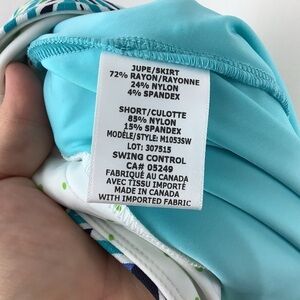 JUPE/SKIRT
72% RAYON/RAYONNE
24% NYLON
4% SPANDEX
SHORT/CULOTTE
85% NYLON
15% SPANDEX
MODÈLE/STYLE: M1053SW
LOT: 307515
SWING CONTROL
CA# 05249
FABRIQUÉ AU CANADA
AVEC TISSU IMPORTÉ
MADE IN CANADA
WITH IMPORTED FABRIC